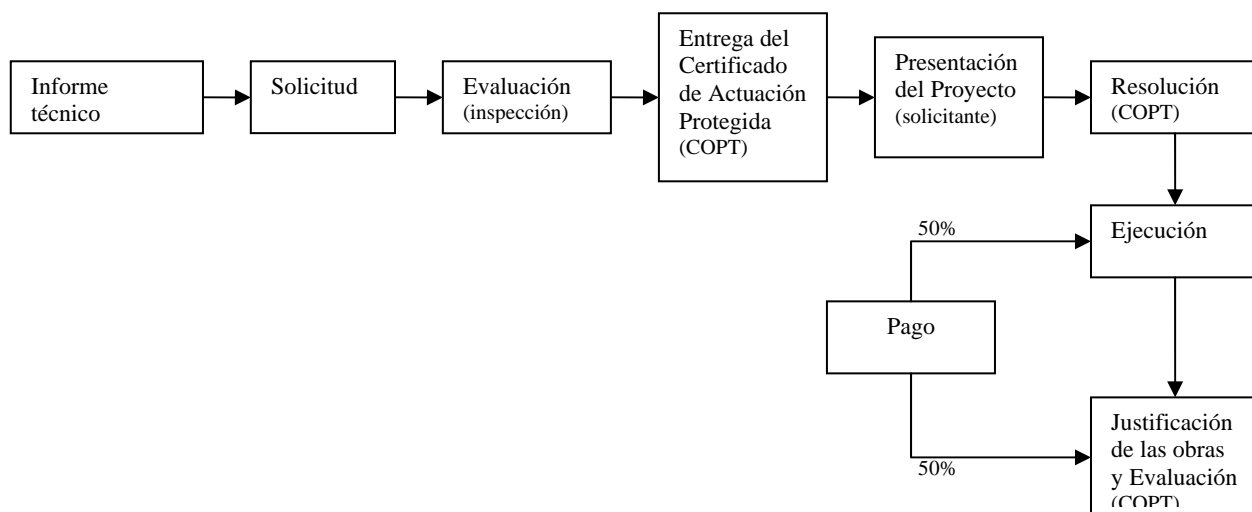 Informe
técnico
Solicitud
Evaluación
(inspección)
Entrega del
Certificado
de Actuación
Protegida
(COPT)
Presentación
del Proyecto
(solicitante)
Resolución
(COPT)
50%
Ejecución
Pago
50%
Justificación
de las obras
y Evaluación
(COPT)